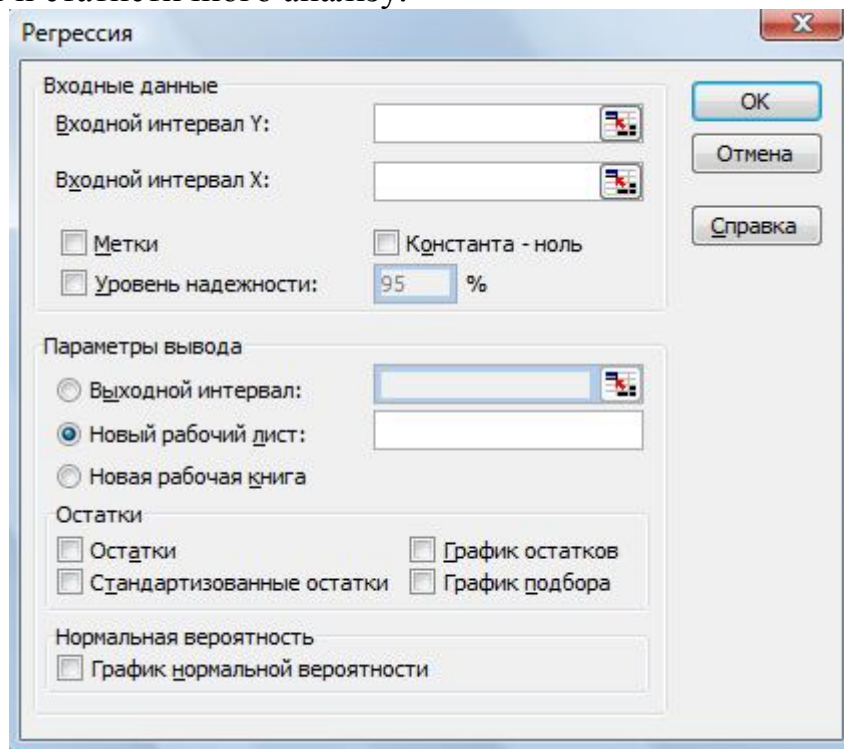 Регрессия
Входные данные
Входной интервал Y:
Входной интервал X:
Метки
Константа - ноль
Уровень надежности:
95 %
Параметры вывода
Выходной интервал:
Новый рабочий лист:
Новая рабочая книга
Остатки
Остатки
График остатков
Стандартизованные остатки
График подбора
Нормальная вероятность
График нормальной вероятности
OK
Отмена
Справка